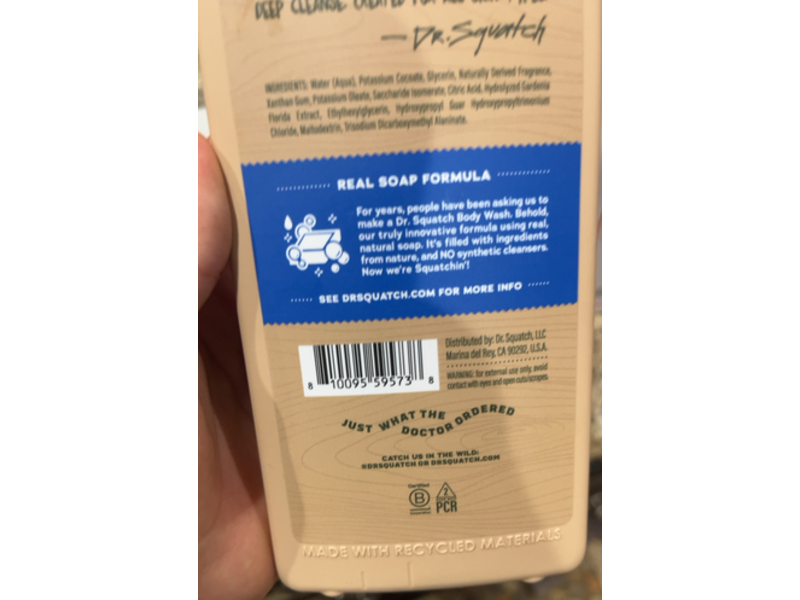 DEEP CLEANSE CREATED FOR ALL SKIN TYPES
— Dr. Squatch
INGREDIENTS: Water (Aqua), Potassium Cocoate, Glycerin, Naturally Derived Fragrance,
Xanthan Gum, Potassium Oleate, Saccharide Isomerate, Citric Acid, Hydrolyzed Gardenia
Florida Extract, Ethylhexylglycerin, Hydroxypropyl Guar Hydroxypropyltrimonium
Chloride, Maltodextrin, Trisodium Dicarboxymethyl Alaninate.
REAL SOAP FORMULA
For years, people have been asking us to
make a Dr. Squatch Body Wash. Behold,
our truly innovative formula using real,
natural soap. It's filled with ingredients
from nature, and NO synthetic cleansers.
Now we're Squatchin'!
SEE DRSQUATCH.COM FOR MORE INFO
8 10095 59573 8
Distributed by: Dr. Squatch, LLC
Marina del Rey, CA 90292, U.S.A.
WARNING: for external use only, avoid
contact with eyes and open cuts/scrapes.
JUST WHAT THE
DOCTOR ORDERED
CATCH US IN THE WILD:
@DRSQUATCH OR DRSQUATCH.COM
Certified
B
2
PCR
MADE WITH RECYCLED MATERIALS